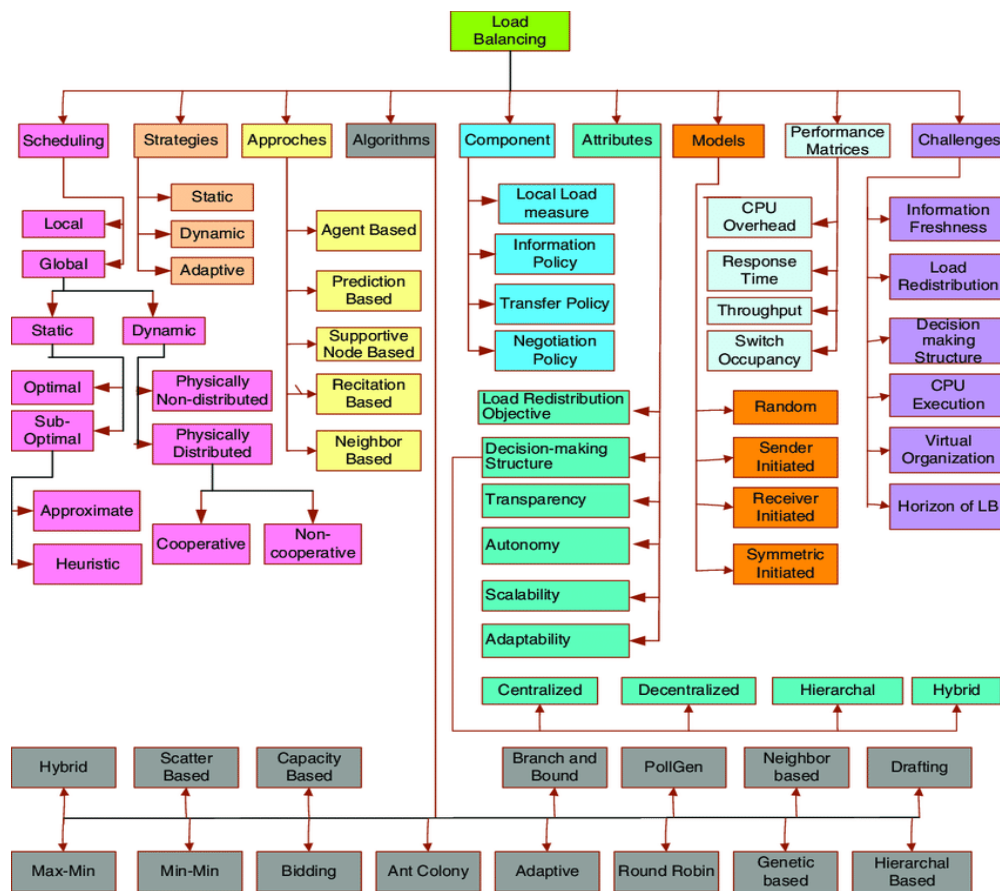 Load
Balancing
Scheduling
Strategies
Approches
Algorithms
Component
Attributes
Models
Performance
Matrices
Challenges
Local
Global
Static
Dynamic
Optimal
Sub-
Optimal
Approximate
Heuristic
Physically
Non-distributed
Physically
Distributed
Cooperative
Non-
cooperative
Static
Dynamic
Adaptive
Agent Based
Prediction
Based
Supportive
Node Based
Recitation
Based
Neighbor
Based
Local Load
measure
Information
Policy
Transfer Policy
Negotiation
Policy
Load Redistribution
Objective
Decision-making
Structure
Transparency
Autonomy
Scalability
Adaptability
Centralized
Decentralized
Hierarchal
Hybrid
Random
Sender
Initiated
Receiver
Initiated
Symmetric
Initiated
CPU
Overhead
Response
Time
Throughput
Switch
Occupancy
Information
Freshness
Load
Redistribution
Decision
making
Structure
CPU
Execution
Virtual
Organization
Horizon of LB
Hybrid
Scatter
Based
Capacity
Based
Branch and
Bound
PollGen
Neighbor
based
Drafting
Max-Min
Min-Min
Bidding
Ant Colony
Adaptive
Round Robin
Genetic
based
Hierarchal
Based